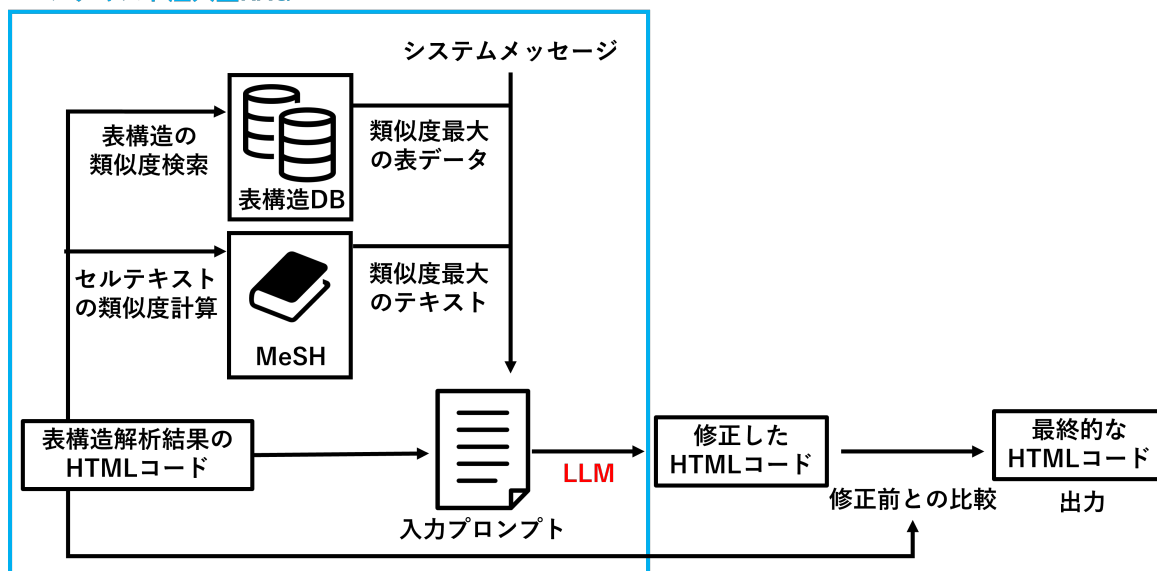 システムメッセージ
表構造の
類似度検索
表構造DB
類似度最大
の表データ
セルテキスト
の類似度計算
MeSH
類似度最大
のテキスト
表構造解析結果の
HTMLコード
入力プロンプト
LLM
修正した
HTMLコード
修正前との比較
最終的な
HTMLコード
出力